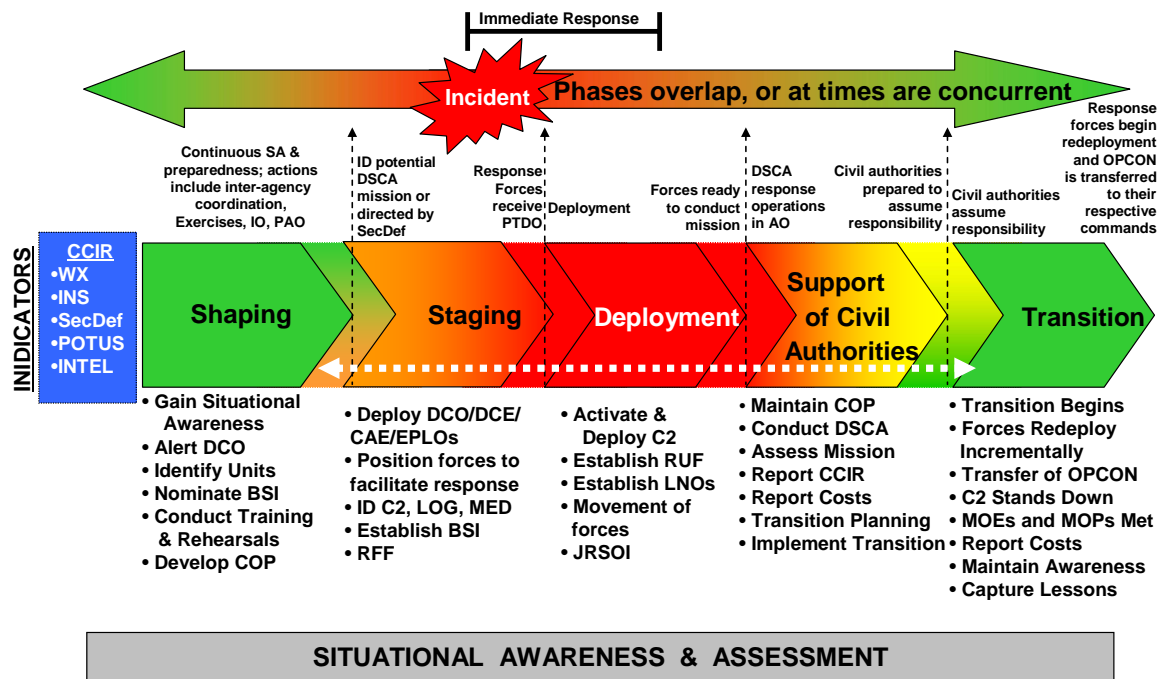 Immediate Response
Incident
Phases overlap, or at times are concurrent
Continuous SA &
preparedness; actions
include inter-agency
coordination,
Exercises, IO, PAO
ID potential
DSCA
mission or
directed by
SecDef
Response
Forces
receive
PTDO
Deployment
Forces ready
to conduct
mission
DSCA
response
operations
in AO
Civil authorities
prepared to
assume
responsibility
Civil authorities
assume
responsibility
Response
forces begin
redeployment
and OPCON
is transferred
to their
respective
commands
INIDICATORS
CCIR
•WX
•INS
•SecDef
•POTUS
•INTEL
Shaping
Staging
Deployment
Support
of Civil
Authorities
Transition
• Gain Situational
Awareness
• Alert DCO
• Identify Units
• Nominate BSI
• Conduct Training
& Rehearsals
• Develop COP
• Deploy DCO/DCE/
CAE/EPLOs
• Position forces to
facilitate response
• ID C2, LOG, MED
• Establish BSI
• RFF
• Activate &
Deploy C2
• Establish RUF
• Establish LNOs
• Movement of
forces
• JRSOI
• Maintain COP
• Conduct DSCA
• Assess Mission
• Report CCIR
• Report Costs
• Transition Planning
• Implement Transition
• Transition Begins
• Forces Redeploy
Incrementally
• Transfer of OPCON
• C2 Stands Down
• MOEs and MOPs Met
• Report Costs
• Maintain Awareness
• Capture Lessons
SITUATIONAL AWARENESS & ASSESSMENT